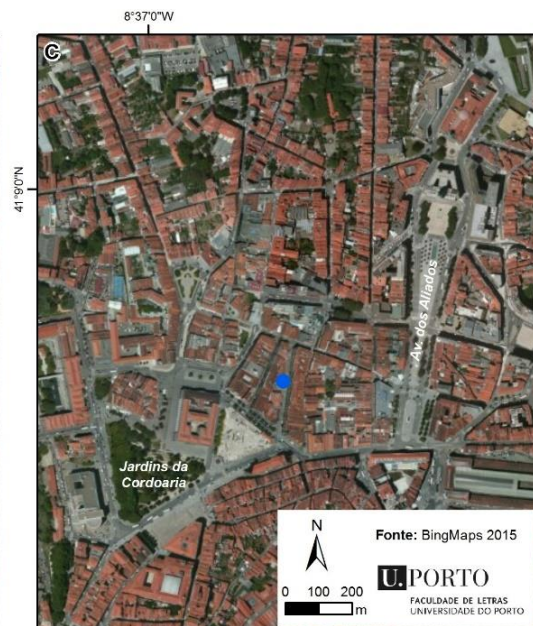 8°37'0"W
C
41°9'0"N
Av. dos Aliados
Jardins da
Cordoaria
N
0 100 200
m
Fonte: BingMaps 2015
U. PORTO
FACULDADE DE LETRAS
UNIVERSIDADE DO PORTO